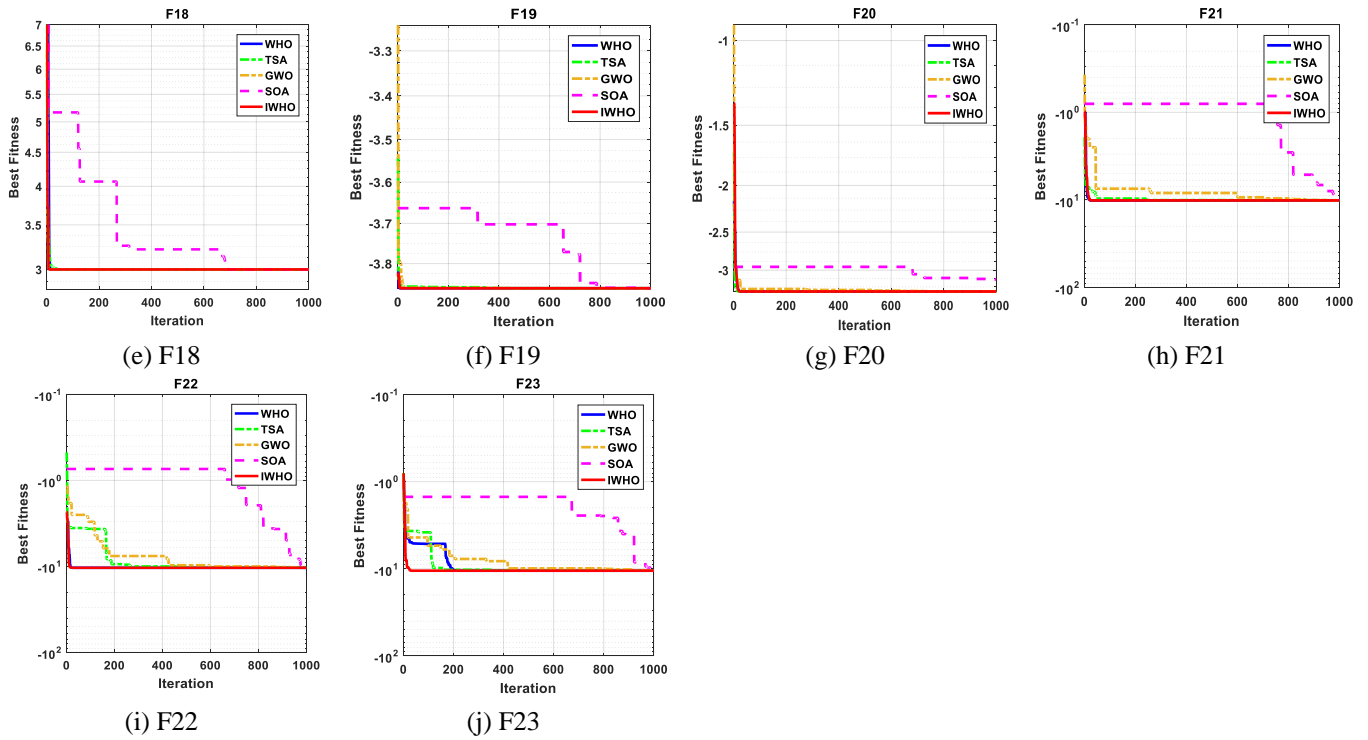 F18
7
6.5
6
5.5
5
4.5
4
3.5
3
Best Fitness
0 200 400 600 800 1000
Iteration
WHO
TSA
GWO
SOA
IWHO
(e) F18
F19
-3.3
-3.4
-3.5
-3.6
-3.7
-3.8
Best Fitness
0 200 400 600 800 1000
Iteration
WHO
TSA
GWO
SOA
IWHO
(f) F19
F20
-1
-1.5
-2
-2.5
-3
Best Fitness
0 200 400 600 800 1000
Iteration
WHO
TSA
GWO
SOA
IWHO
(g) F20
F21
-10^-1
-10^0
-10^1
-10^2
Best Fitness
0 200 400 600 800 1000
Iteration
WHO
TSA
GWO
SOA
IWHO
(h) F21
F22
-10^-1
-10^0
-10^1
-10^2
Best Fitness
0 200 400 600 800 1000
Iteration
WHO
TSA
GWO
SOA
IWHO
(i) F22
F23
-10^-1
-10^0
-10^1
-10^2
Best Fitness
0 200 400 600 800 1000
Iteration
WHO
TSA
GWO
SOA
IWHO
(j) F23